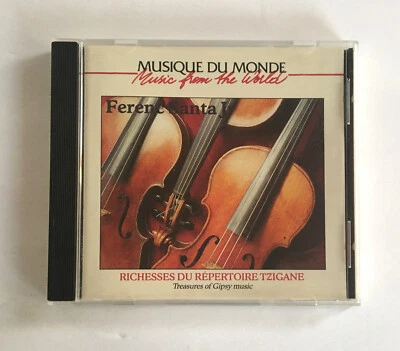 MUSIQUE DU MONDE
Music from the World
Ferenc Santa J.
RICHESSES DU RÉPERTOIRE TZIGANE
Treasures of Gipsy music